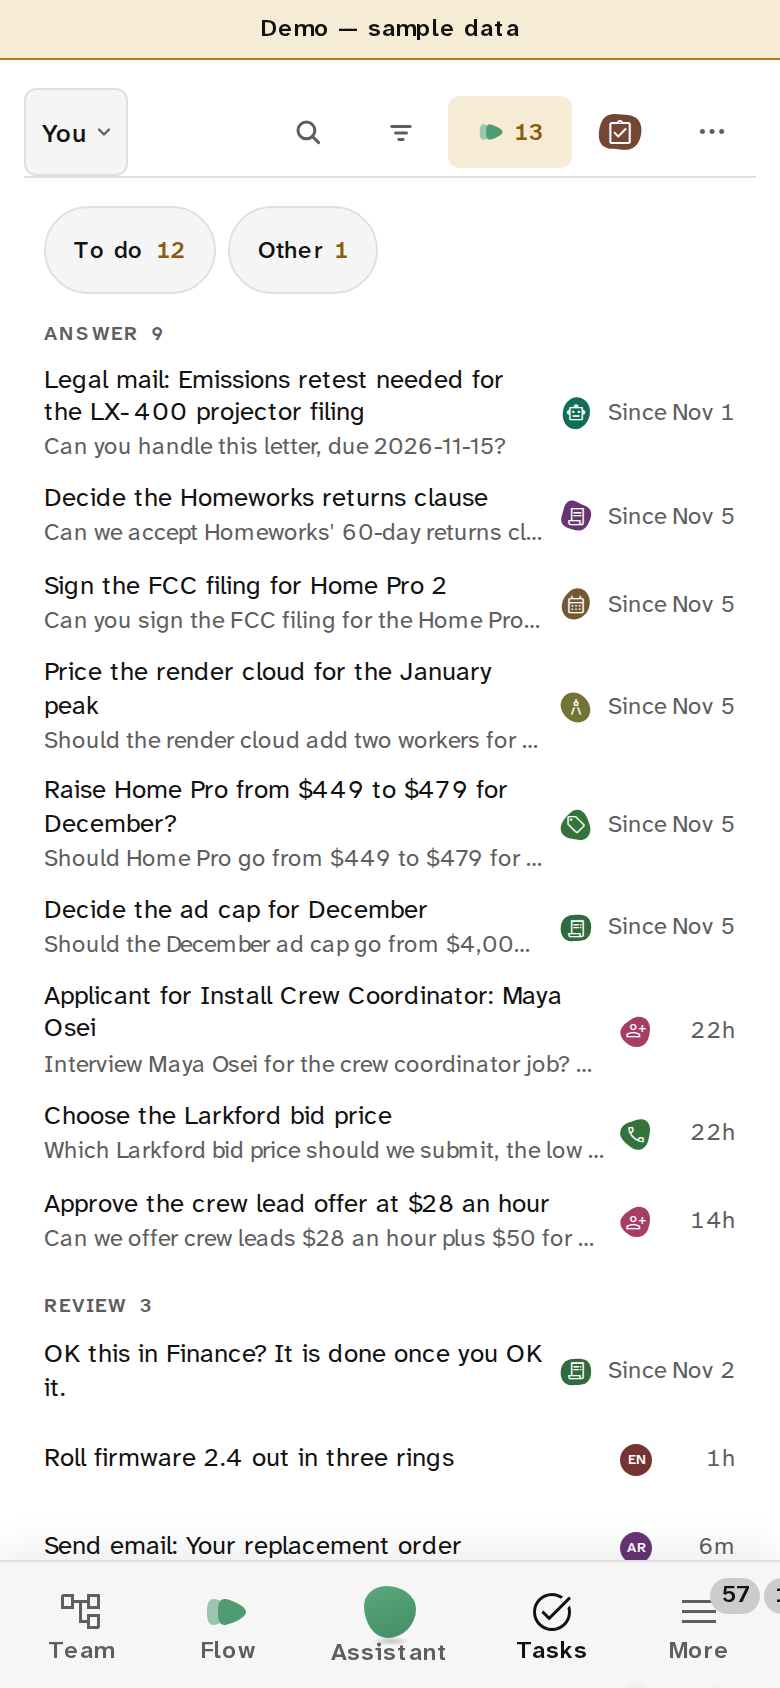 Demo — sample data
You
13
To do 12
Other 1
ANSWER 9
Legal mail: Emissions retest needed for
the LX-400 projector filing
Since Nov 1
Can you handle this letter, due 2026-11-15?
Decide the Homeworks returns clause
Since Nov 5
Can we accept Homeworks' 60-day returns cl...
Sign the FCC filing for Home Pro 2
Since Nov 5
Can you sign the FCC filing for the Home Pro...
Price the render cloud for the January
peak
Since Nov 5
Should the render cloud add two workers for ...
Raise Home Pro from $449 to $479 for
December?
Since Nov 5
Should Home Pro go from $449 to $479 for ...
Decide the ad cap for December
Since Nov 5
Should the December ad cap go from $4,00...
Applicant for Install Crew Coordinator: Maya
Osei
22h
Interview Maya Osei for the crew coordinator job? ...
Choose the Larkford bid price
22h
Which Larkford bid price should we submit, the low ...
Approve the crew lead offer at $28 an hour
14h
Can we offer crew leads $28 an hour plus $50 for ...
REVIEW 3
OK this in Finance? It is done once you OK
it.
Since Nov 2
Roll firmware 2.4 out in three rings
EN
1h
Send email: Your replacement order
AR
6m
57
Team
Flow
Assistant
Tasks
More